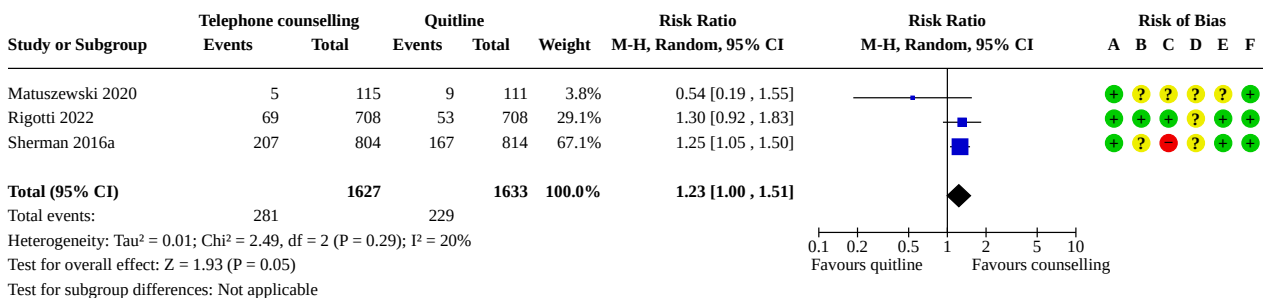 Telephone counselling Quitline Risk Ratio Risk Ratio Risk of Bias
Study or Subgroup Events Total Events Total Weight M-H, Random, 95% CI M-H, Random, 95% CI A B C D E F
Matuszewski 2020 5 115 9 111 3.8% 0.54 [0.19 , 1.55] + ? ? ? ? +
Rigotti 2022 69 708 53 708 29.1% 1.30 [0.92 , 1.83] + + + ? + +
Sherman 2016a 207 804 167 814 67.1% 1.25 [1.05 , 1.50] + ? − ? + +
Total (95% CI) 1627 1633 100.0% 1.23 [1.00 , 1.51]
Total events: 281 229
Heterogeneity: Tau² = 0.01; Chi² = 2.49, df = 2 (P = 0.29); I² = 20%
0.1 0.2 0.5 1 2 5 10
Test for overall effect: Z = 1.93 (P = 0.05) Favours quitline Favours counselling
Test for subgroup differences: Not applicable